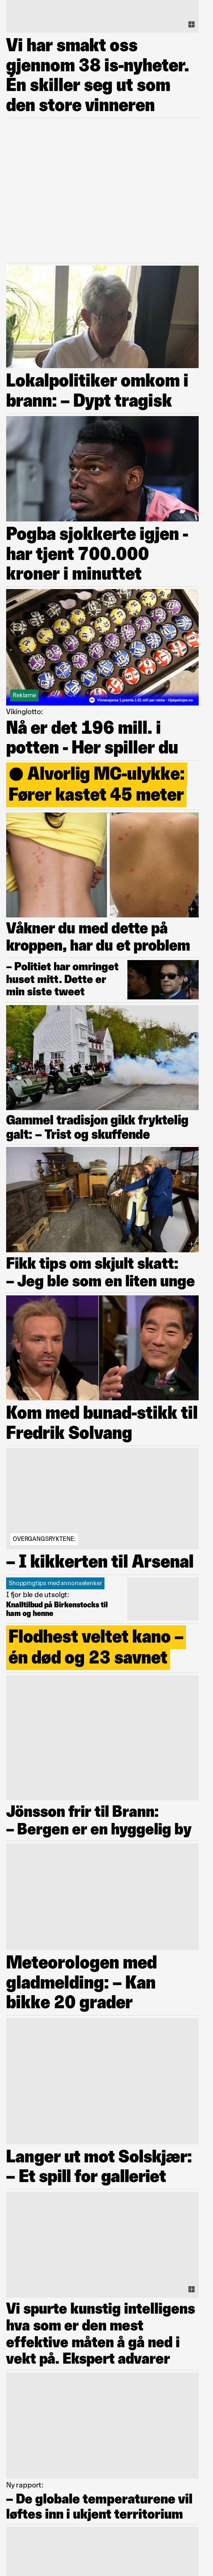 Vi har smakt oss
gjennom 38 is-nyheter.
Én skiller seg ut som
den store vinneren
Lokalpolitiker omkom i
brann: – Dypt tragisk
Pogba sjokkerte igjen -
har tjent 700.000
kroner i minuttet
Reklame
Vikinglotto:
Nå er det 196 mill. i
potten - Her spiller du
Alvorlig MC-ulykke:
Fører kastet 45 meter
Våkner du med dette på
kroppen, har du et problem
– Politiet har omringet
huset mitt. Dette er
min siste tweet
Gammel tradisjon gikk fryktelig
galt: – Trist og skuffende
Fikk tips om skjult skatt:
– Jeg ble som en liten unge
Kom med bunad-stikk til
Fredrik Solvang
OVERGANGSRYKTENE:
– I kikkerten til Arsenal
Shoppingtips med annonselenker
I fjor ble de utsolgt:
Knalltilbud på Birkenstocks til
ham og henne
Flodhest veltet kano –
én død og 23 savnet
Jönsson frir til Brann:
– Bergen er en hyggelig by
Meteorologen med
gladmelding: – Kan
bikke 20 grader
Langer ut mot Solskjær:
– Et spill for galleriet
Vi spurte kunstig intelligens
hva som er den mest
effektive måten å gå ned i
vekt på. Ekspert advarer
Ny rapport:
– De globale temperaturene vil
løftes inn i ukjent territorium